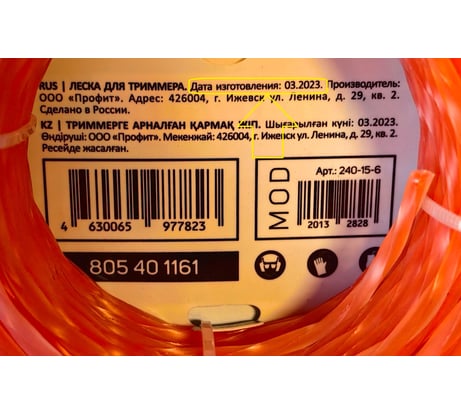 RUS | ЛЕСКА ДЛЯ ТРИММЕРА. Дата изготовления: 03.2023. Производитель:
ООО «Профит». Адрес: 426004, г. Ижевск ул. Ленина, д. 29, кв. 2.
Сделано в России.
KZ | ТРИММЕРГЕ АРНАЛҒАН ҚАРМАҚ ЖІП. Шығарылған күні: 03.2023.
Өндіруші: ООО «Профит». Мекенжай: 426004, г. Ижевск ул. Ленина, д. 29, кв. 2.
Ресейде жасалған.
4 630065 977823
MOD
Арт.: 240-15-6
2013 2828
805 40 1161